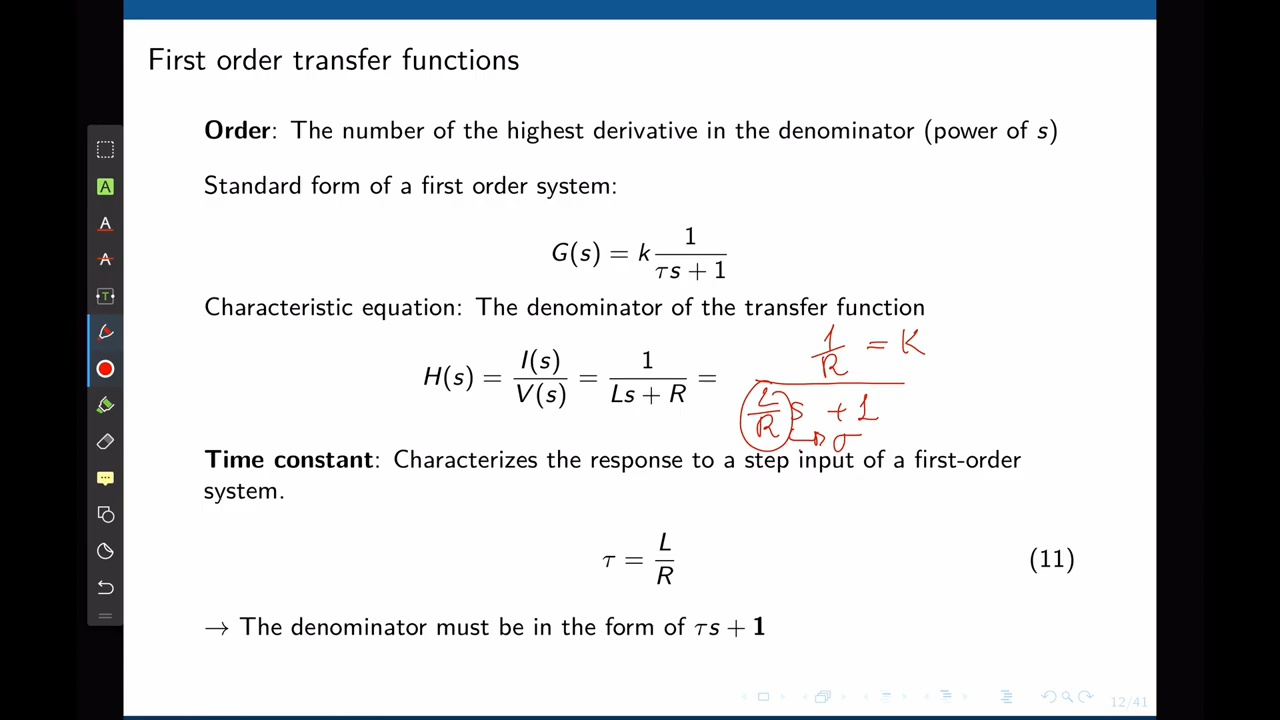 First order transfer functions
Order: The number of the highest derivative in the denominator (power of s)
Standard form of a first order system:
G(s) = k 1/(τs + 1)
Characteristic equation: The denominator of the transfer function
H(s) = I(s)/V(s) = 1/(Ls + R) =
1/R = K
L/R s + 1
→ σ
Time constant: Characterizes the response to a step input of a first-order
system.
τ = L/R (11)
→ The denominator must be in the form of τs + 1
12/41